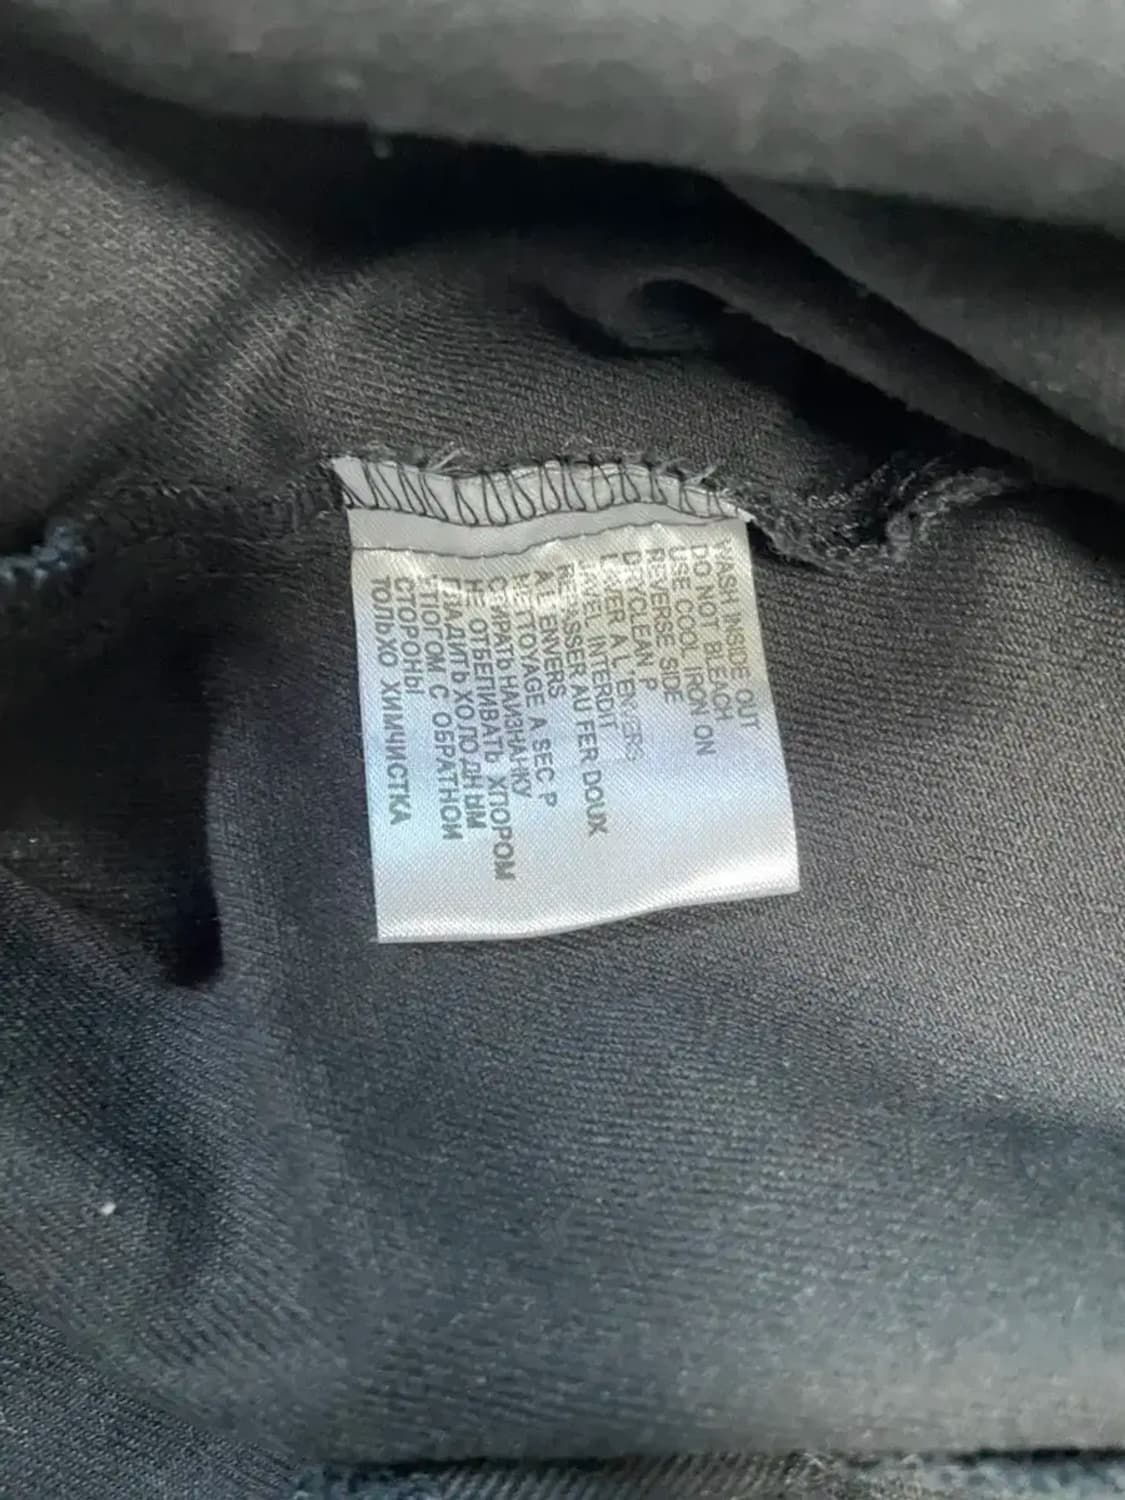 WASH INSIDE OUT
DO NOT BLEACH
USE COOL IRON ON
REVERSE SIDE
DRYCLEAN P
LAVER A L'ENVERS
JAVEL INTERDIT
REPASSER AU FER DOUX
A L'ENVERS
NETTOYAGE A SEC P
СТИРАТЬ НАИЗНАНКУ
НЕ ОТБЕЛИВАТЬ ХЛОРОМ
ГЛАДИТЬ ХОЛОДНЫМ
УТЮГОМ С ОБРАТНОЙ
СТОРОНЫ
ТОЛЬХО ХИМЧИСТКА